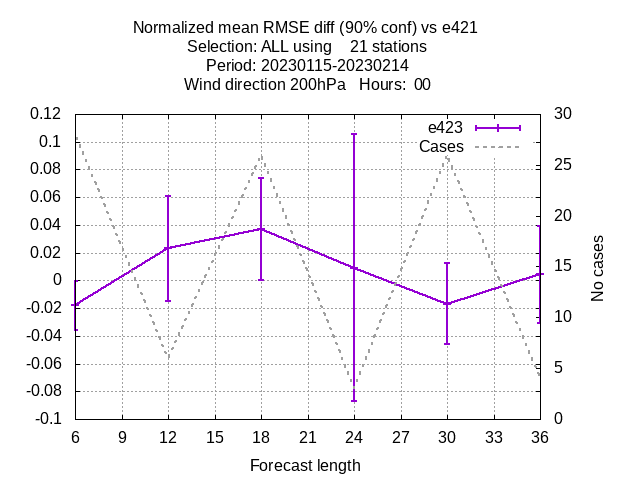 Normalized mean RMSE diff (90% conf) vs e421
Selection: ALL using    21 stations
Period: 20230115-20230214
Wind direction 200hPa   Hours:  00
e423
Cases
0.12
0.1
0.08
0.06
0.04
0.02
0
-0.02
-0.04
-0.06
-0.08
-0.1
30
25
20
15
10
5
0
No cases
6 9 12 15 18 21 24 27 30 33 36
Forecast length